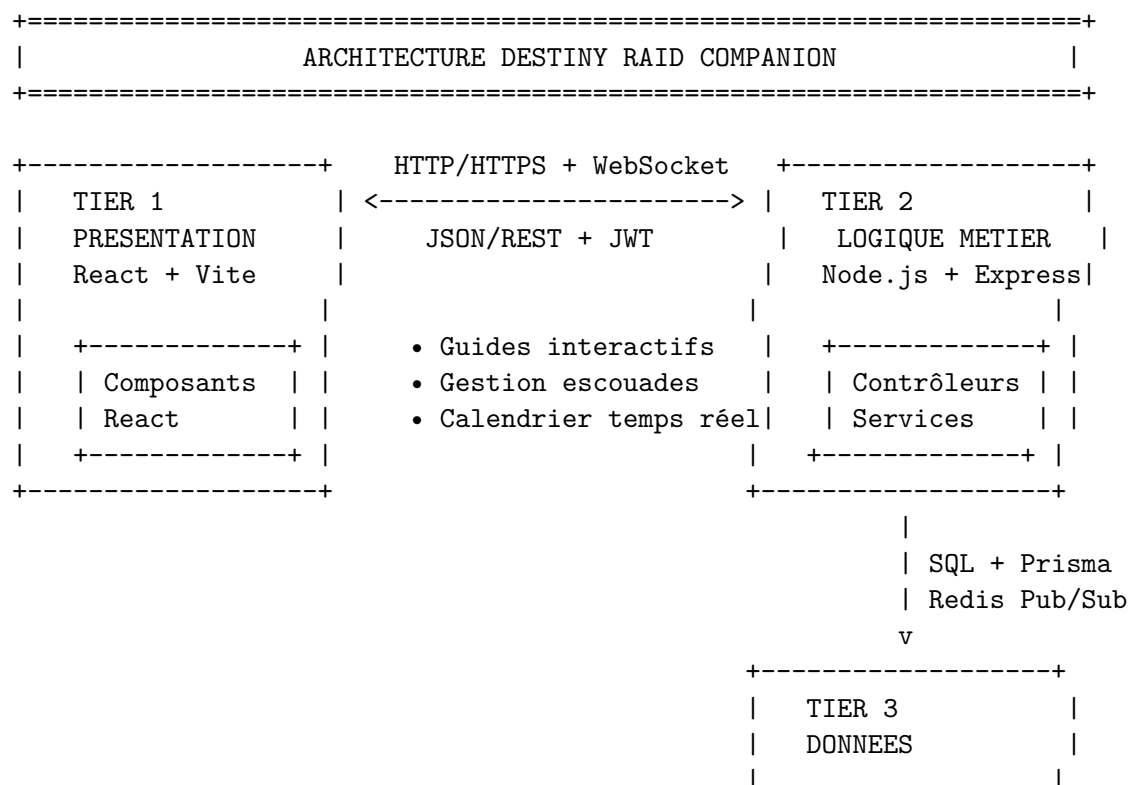 +=====================================================================+
|                  ARCHITECTURE DESTINY RAID COMPANION                |
+=====================================================================+
+-------------------+    HTTP/HTTPS + WebSocket   +-------------------+
|   TIER 1           | <-----------------------> |   TIER 2           |
|   PRESENTATION     |     JSON/REST + JWT        |   LOGIQUE METIER   |
|   React + Vite     |                           |   Node.js + Express|
|                   |                           |                   |
|   +-------------+ |     • Guides interactifs   |   +-------------+ |
|   | Composants  | |     • Gestion escouades    |   | Contrôleurs | |
|   | React       | |     • Calendrier temps réel|   | Services    | |
|   +-------------+ |                           |   +-------------+ |
+-------------------+                           +-------------------+
|
| SQL + Prisma
| Redis Pub/Sub
v
+-------------------+
|   TIER 3          |
|   DONNEES         |
|                   |